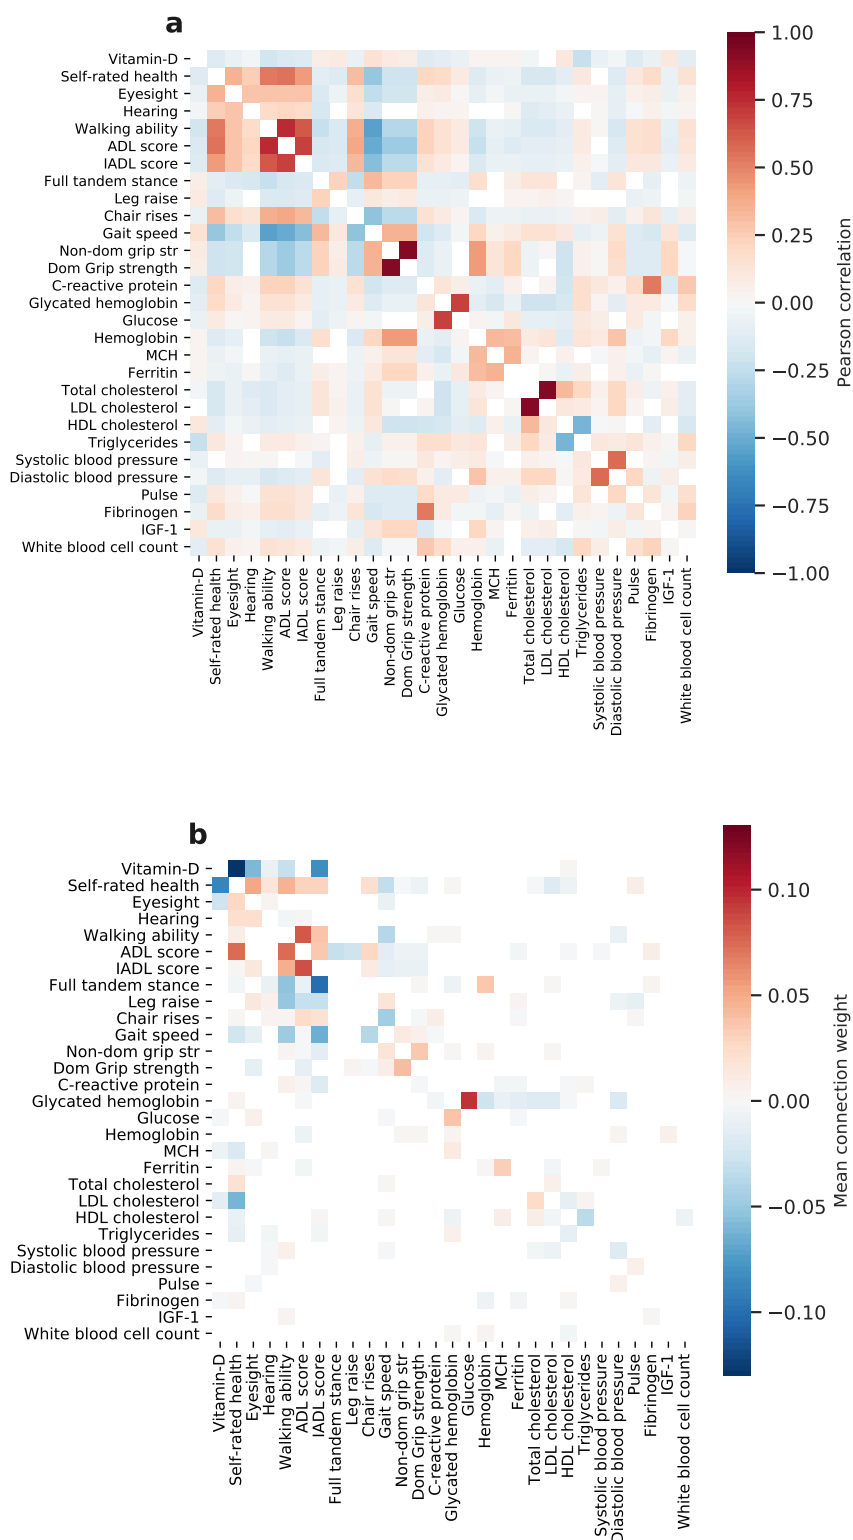 a
Vitamin-D
Self-rated health
Eyesight
Hearing
Walking ability
ADL score
IADL score
Full tandem stance
Leg raise
Chair rises
Gait speed
Non-dom grip str
Dom Grip strength
C-reactive protein
Glycated hemoglobin
Glucose
Hemoglobin
MCH
Ferritin
Total cholesterol
LDL cholesterol
HDL cholesterol
Triglycerides
Systolic blood pressure
Diastolic blood pressure
Pulse
Fibrinogen
IGF-1
White blood cell count
Vitamin-D
Self-rated health
Eyesight
Hearing
Walking ability
ADL score
IADL score
Full tandem stance
Leg raise
Chair rises
Gait speed
Non-dom grip str
Dom Grip strength
C-reactive protein
Glycated hemoglobin
Glucose
Hemoglobin
MCH
Ferritin
Total cholesterol
LDL cholesterol
HDL cholesterol
Triglycerides
Systolic blood pressure
Diastolic blood pressure
Pulse
Fibrinogen
IGF-1
White blood cell count
1.00
0.75
0.50
0.25
0.00
−0.25
−0.50
−0.75
−1.00
Pearson correlation
b
Vitamin-D
Self-rated health
Eyesight
Hearing
Walking ability
ADL score
IADL score
Full tandem stance
Leg raise
Chair rises
Gait speed
Non-dom grip str
Dom Grip strength
C-reactive protein
Glycated hemoglobin
Glucose
Hemoglobin
MCH
Ferritin
Total cholesterol
LDL cholesterol
HDL cholesterol
Triglycerides
Systolic blood pressure
Diastolic blood pressure
Pulse
Fibrinogen
IGF-1
White blood cell count
Vitamin-D
Self-rated health
Eyesight
Hearing
Walking ability
ADL score
IADL score
Full tandem stance
Leg raise
Chair rises
Gait speed
Non-dom grip str
Dom Grip strength
C-reactive protein
Glycated hemoglobin
Glucose
Hemoglobin
MCH
Ferritin
Total cholesterol
LDL cholesterol
HDL cholesterol
Triglycerides
Systolic blood pressure
Diastolic blood pressure
Pulse
Fibrinogen
IGF-1
White blood cell count
0.10
0.05
0.00
−0.05
−0.10
Mean connection weight